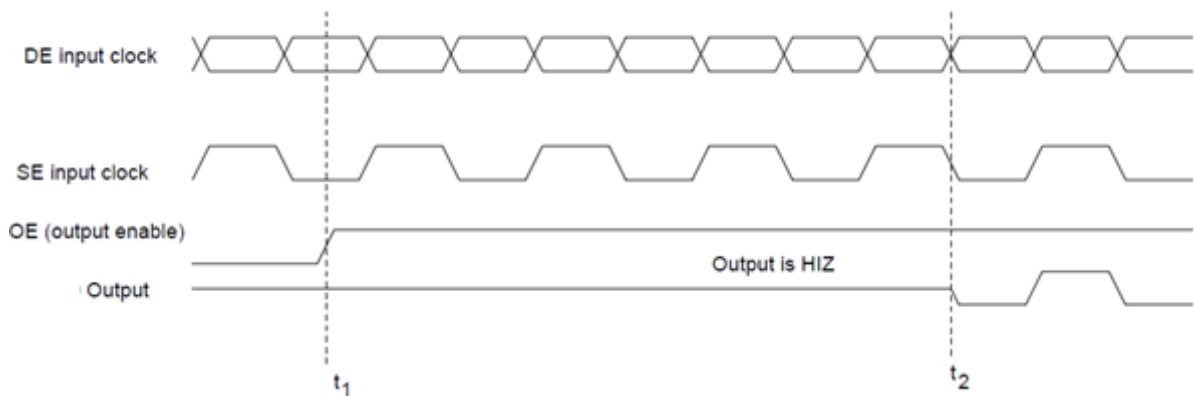 DE input clock
SE input clock
OE (output enable)
Output is HIZ
Output
t1
t2